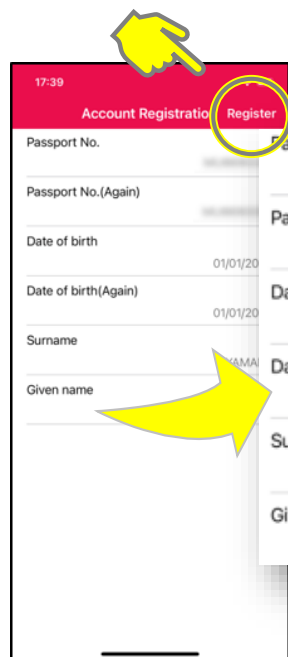 17:39
Account Registratio Register
Passport No.
Passport No.(Again)
Date of birth
01/01/20
Date of birth(Again)
01/01/20
Surname
Given name
Pa
Da
Da
Su
Gi